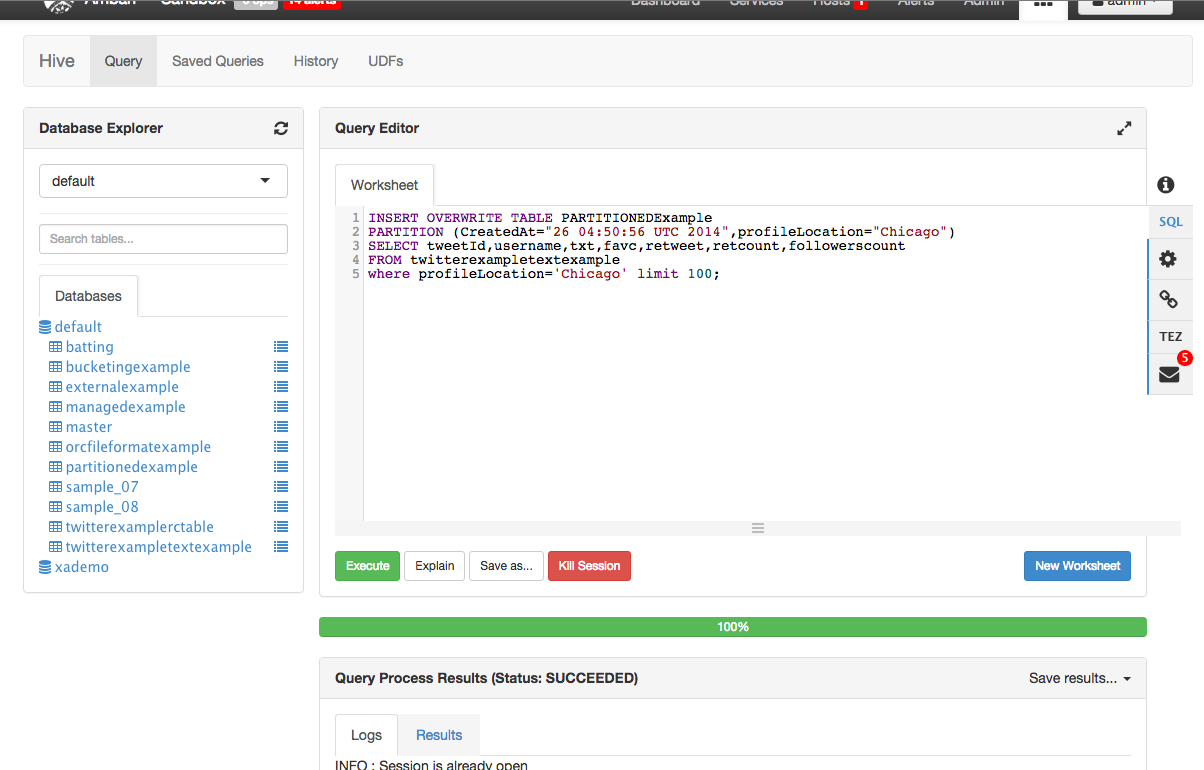 Ambari Sandbox 0 ops 14 alerts Dashboard Services Hosts 1 Alerts Admin admin
Hive Query Saved Queries History UDFs
Database Explorer
default
Search tables...
Databases
default
batting
bucketingexample
externalexample
managedexample
master
orcfileformatexample
partitionedexample
sample_07
sample_08
twitterexamplerctable
twitterexampletextexample
xademo
Query Editor
Worksheet
1 INSERT OVERWRITE TABLE PARTITIONEDExample
2 PARTITION (CreatedAt="26 04:50:56 UTC 2014",profileLocation="Chicago")
3 SELECT tweetId,username,txt,favc,retweet,retcount,followerscount
4 FROM twitterexampletextexample
5 where profileLocation='Chicago' limit 100;
SQL
TEZ
5
Execute Explain Save as... Kill Session New Worksheet
100%
Query Process Results (Status: SUCCEEDED) Save results...
Logs Results
INFO : Session is already open